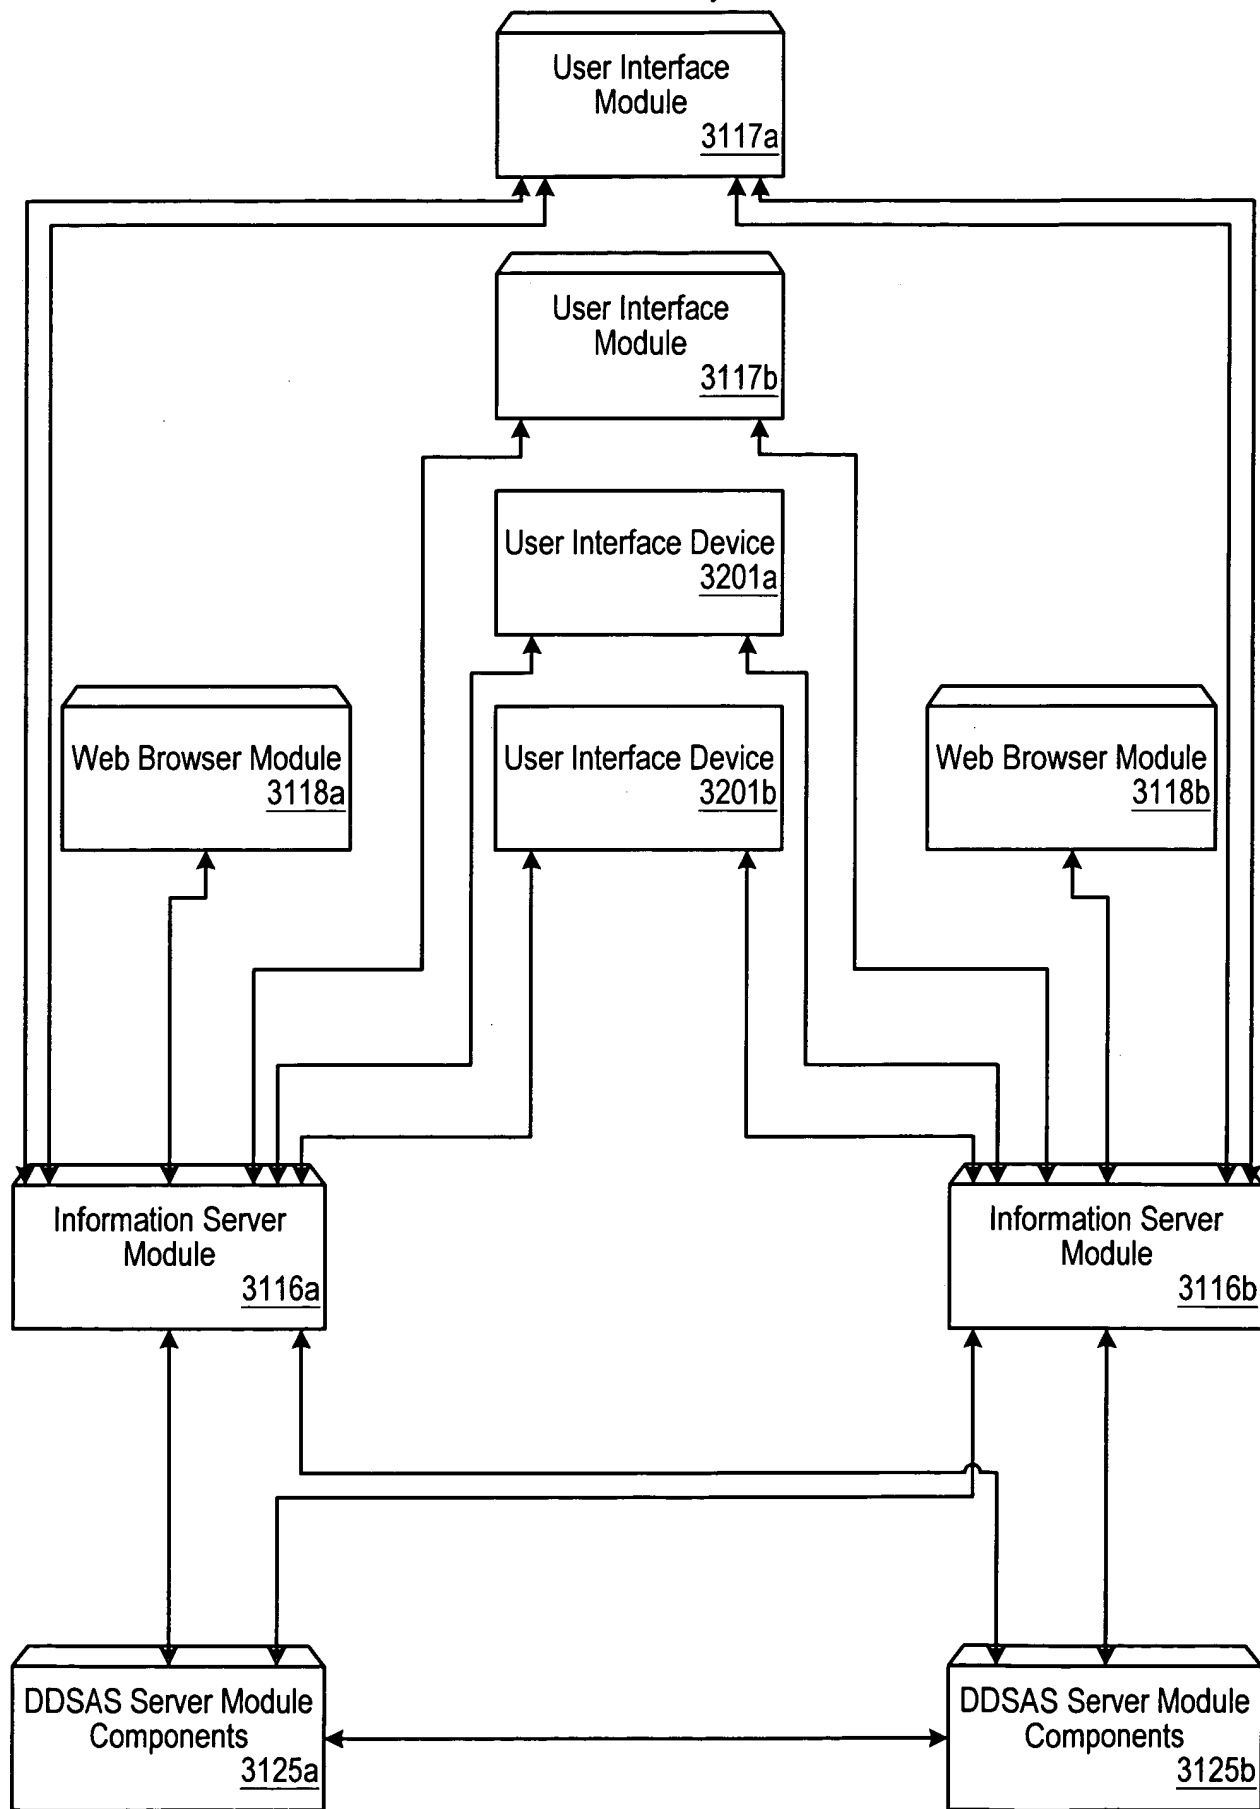 User Interface
Module
3117a
User Interface
Module
3117b
User Interface Device
3201a
Web Browser Module
3118a
User Interface Device
3201b
Web Browser Module
3118b
Information Server
Module
3116a
Information Server
Module
3116b
DDSAS Server Module
Components
3125a
DDSAS Server Module
Components
3125b